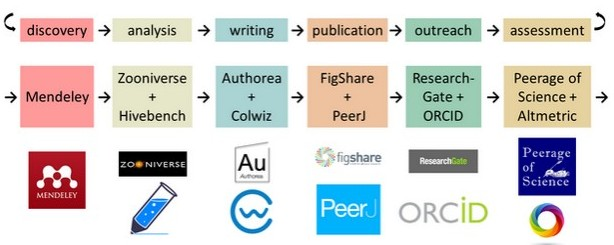 discovery
analysis
writing
publication
outreach
assessment
Mendeley
Zooniverse
+
Hivebench
Authorea
+
Colwiz
FigShare
+
PeerJ
Research-
Gate +
ORCID
Peerage of
Science +
Altmetric
MENDELEY
ZOONIVERSE
Au
Authorea
figshare
PeerJ
ResearchGate
ORCID
Peerage
of
Science